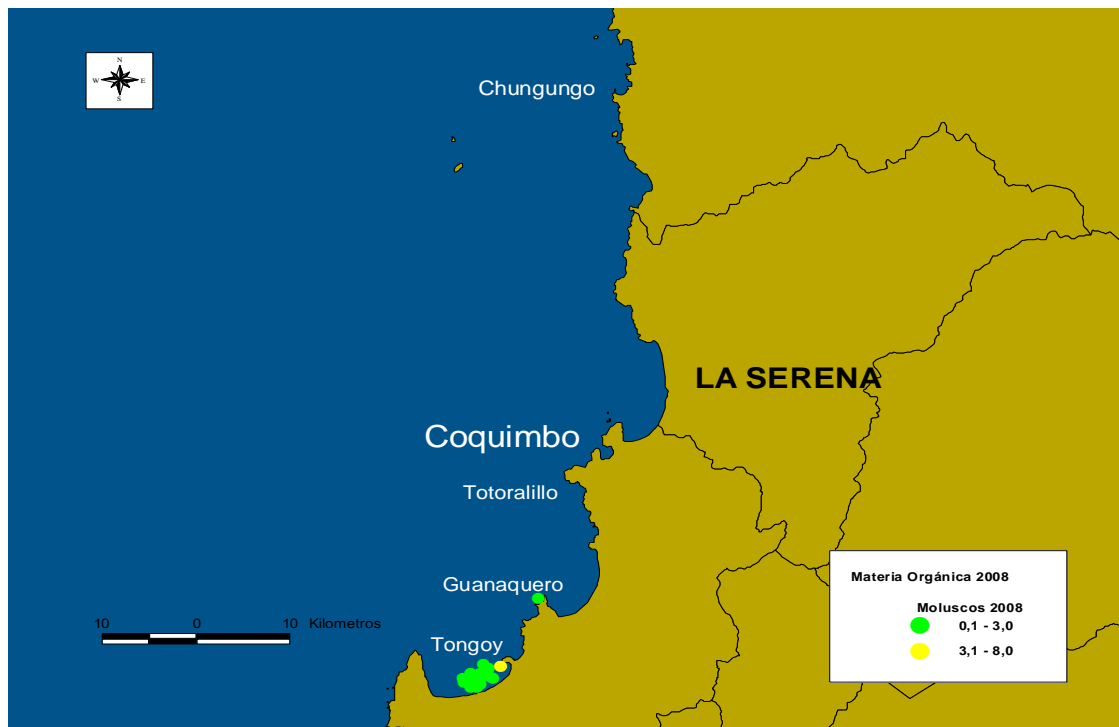 N
W E
S
Chungungo
LA SERENA
Coquimbo
Totoralillo
Guanaquero
Tongoy
10 0 10 Kilometros
Materia Orgánica 2008
Moluscos 2008
0,1 - 3,0
3,1 - 8,0